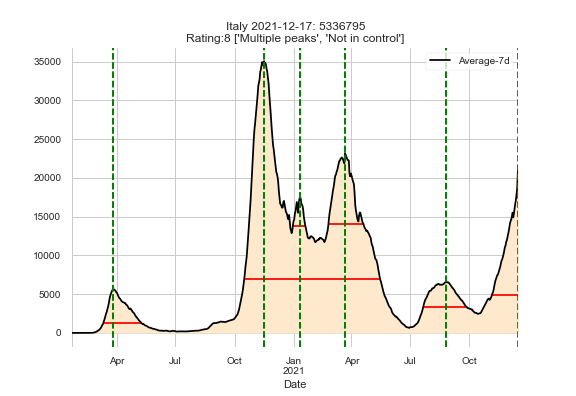 Italy 2021-12-17: 5336795
Rating:8 ['Multiple peaks', 'Not in control']
Average-7d
35000
30000
25000
20000
15000
10000
5000
0
Apr Jul Oct Jan Apr Jul Oct
2021
Date